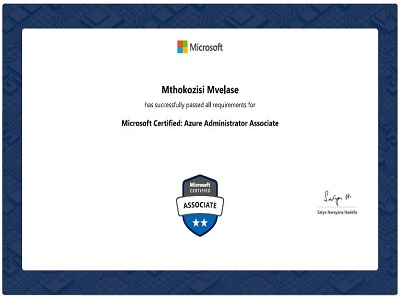 Microsoft
Mthokozisi Mvelase
has successfully passed all requirements for
Microsoft Certified: Azure Administrator Associate
Microsoft
CERTIFIED
ASSOCIATE
Satya N
Satya Narayana Nadella